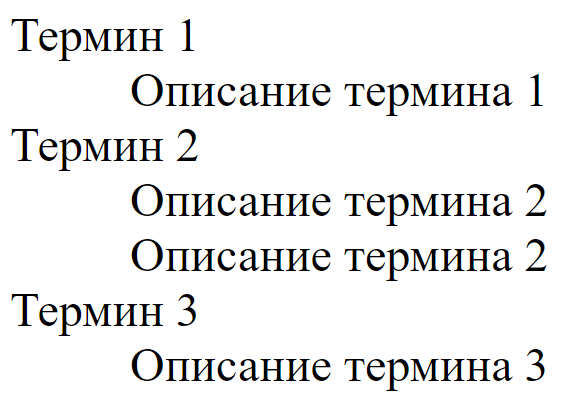 Термин 1
Описание термина 1
Термин 2
Описание термина 2
Описание термина 2
Термин 3
Описание термина 3